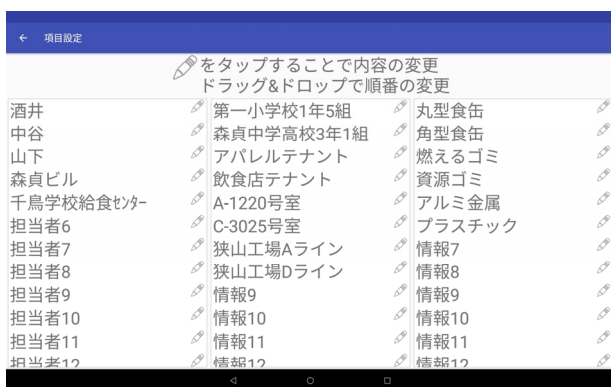 ← 項目設定
をタップすることで内容の変更
ドラッグ&ドロップで順番の変更
酒井
中谷
山下
森貞ビル
千鳥学校給食ｾﾝﾀｰ
担当者6
担当者7
担当者8
担当者9
担当者10
担当者11
担当者12
第一小学校1年5組
森貞中学高校3年1組
アパレルテナント
飲食店テナント
A-1220号室
C-3025号室
狭山工場Aライン
狭山工場Dライン
情報9
情報10
情報11
情報12
丸型食缶
角型食缶
燃えるゴミ
資源ゴミ
アルミ金属
プラスチック
情報7
情報8
情報9
情報10
情報11
情報12